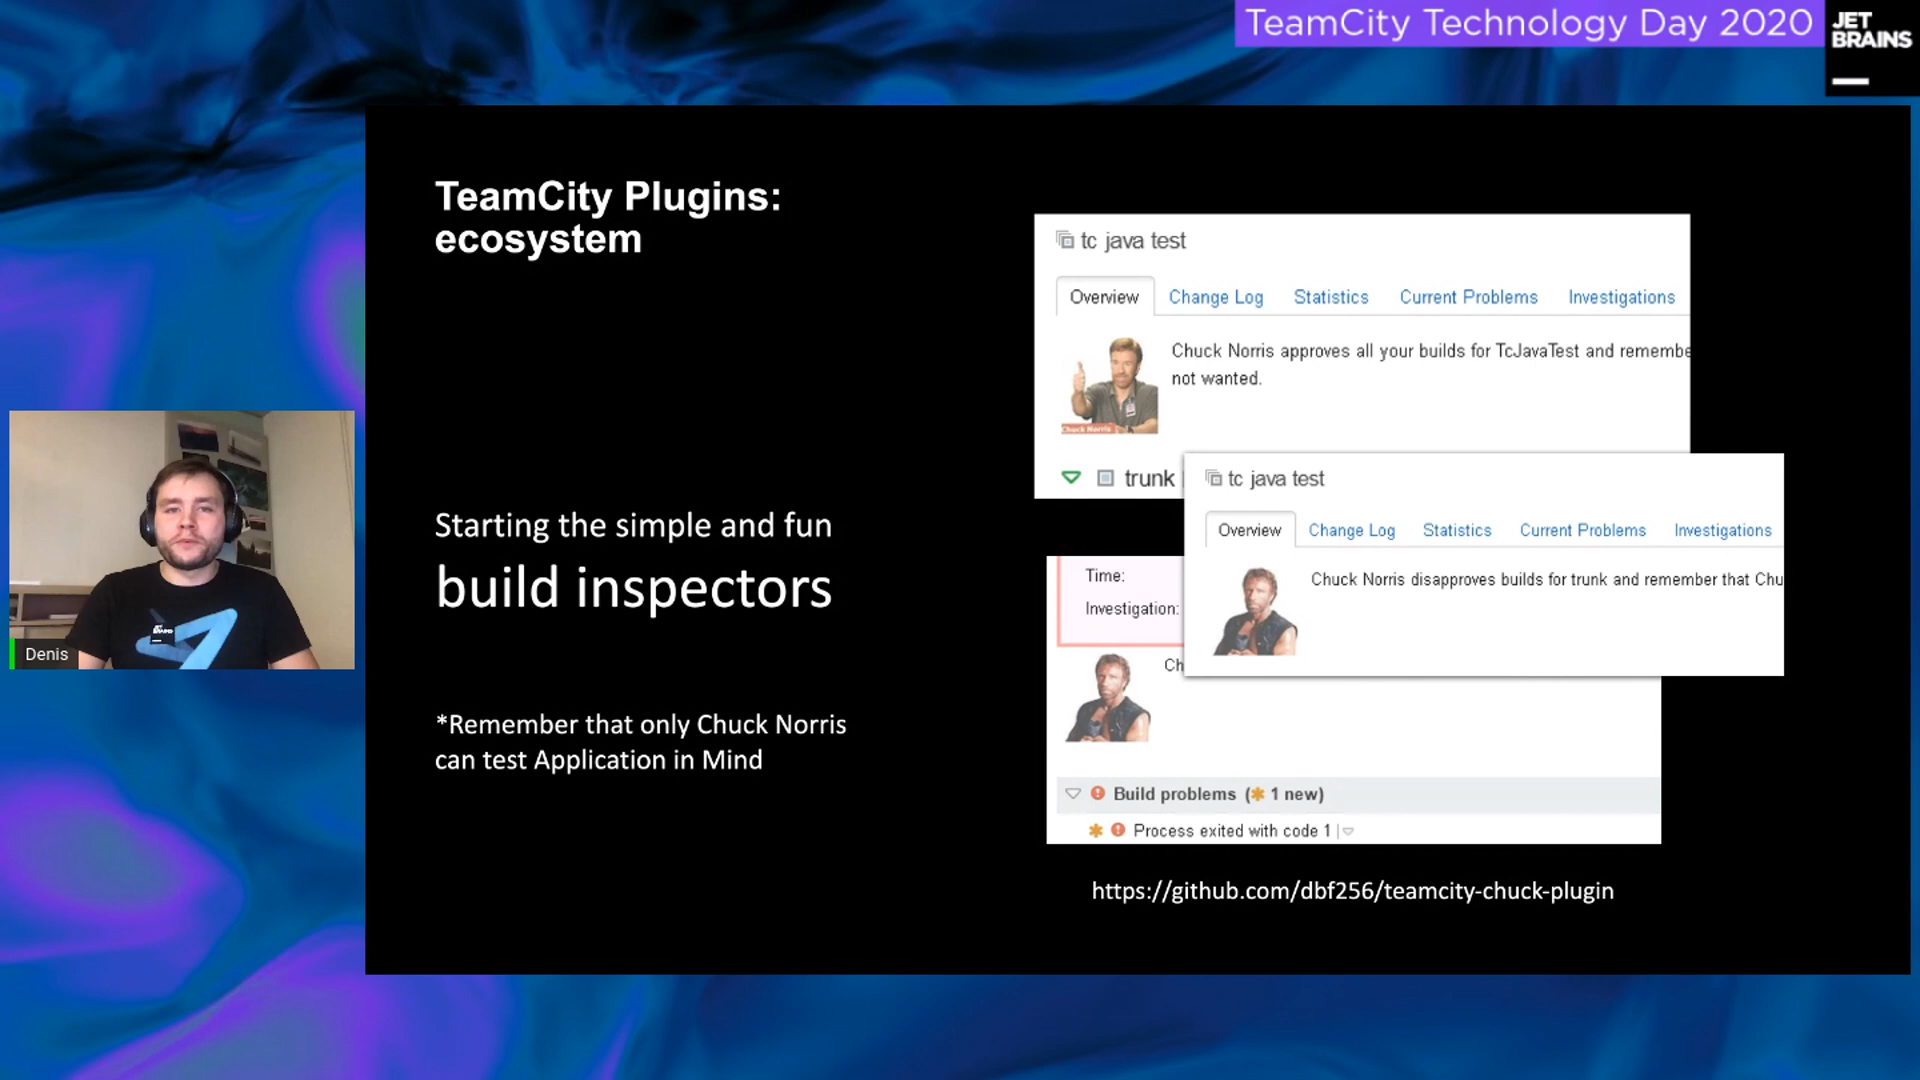 TeamCity Technology Day 2020
JET
BRAINS
TeamCity Plugins:
ecosystem
Starting the simple and fun
build inspectors
*Remember that only Chuck Norris
can test Application in Mind
Denis
JET
BRAINS
tc java test
Overview
Change Log
Statistics
Current Problems
Investigations
Chuck Norris approves all your builds for TcJavaTest and remembe
not wanted.
Chuck Norris
trunk
tc java test
Overview
Change Log
Statistics
Current Problems
Investigations
Chuck Norris disapproves builds for trunk and remember that Chu
Time:
Investigation:
Ch
Build problems (1 new)
Process exited with code 1
https://github.com/dbf256/teamcity-chuck-plugin